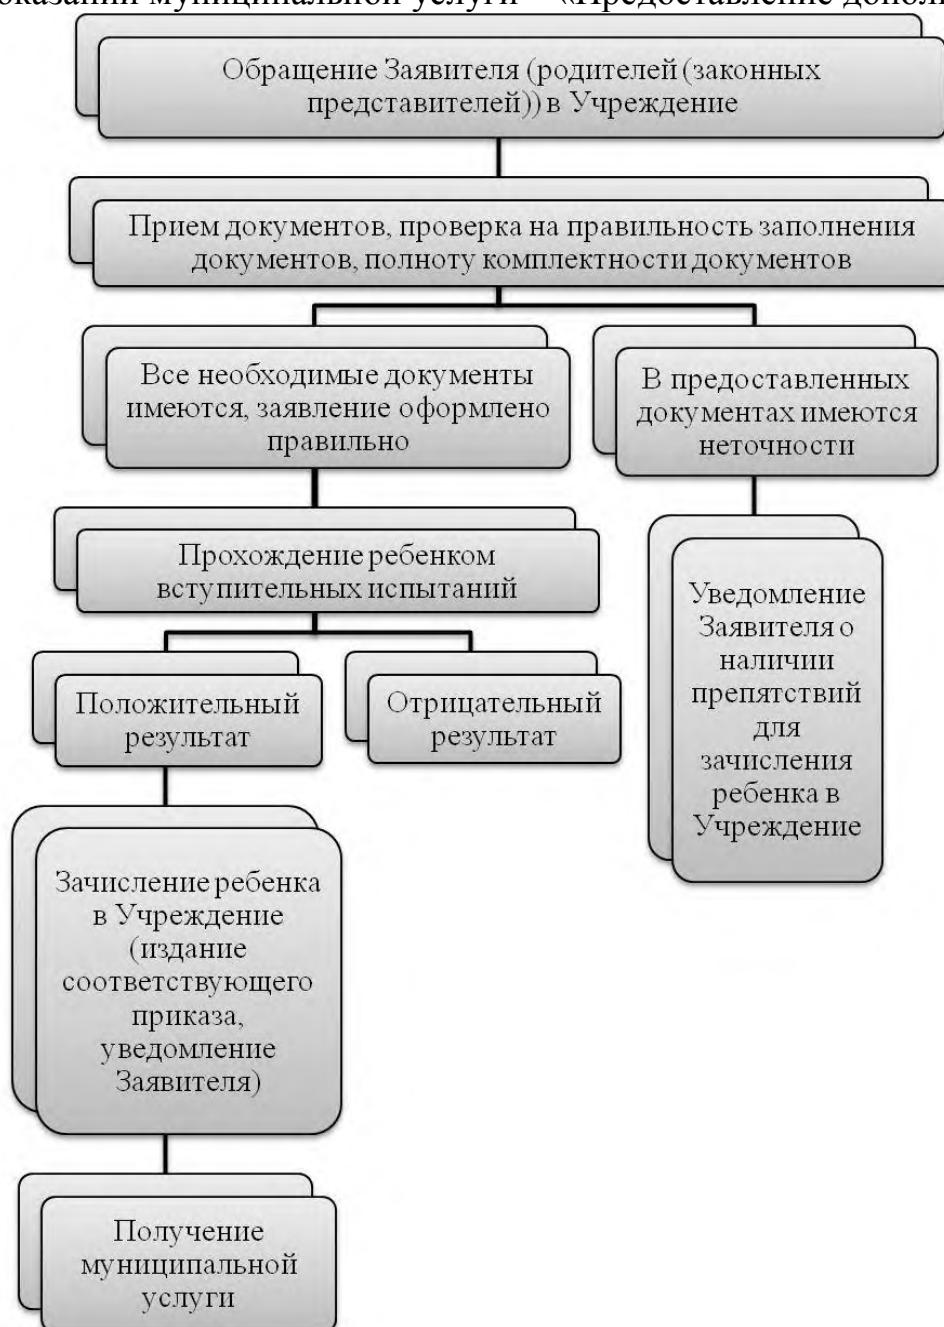 оказании муниципальной услуги – «Предоставление допол
Обращение Заявителя (родителей (законных
представителей)) в Учреждение
Прием документов, проверка на правильность заполнения
документов, полноту комплектности документов
Все необходимые документы
имеются, заявление оформлено
правильно
В предоставленных
документах имеются
неточности
Прохождение ребенком
вступительных испытаний
Уведомление
Заявителя о
наличии
препятствий
для
зачисления
ребенка в
Учреждение
Положительный
результат
Отрицательный
результат
Зачисление ребенка
в Учреждение
(издание
соответствующего
приказа,
уведомление
Заявителя)
Получение
муниципальной
услуги